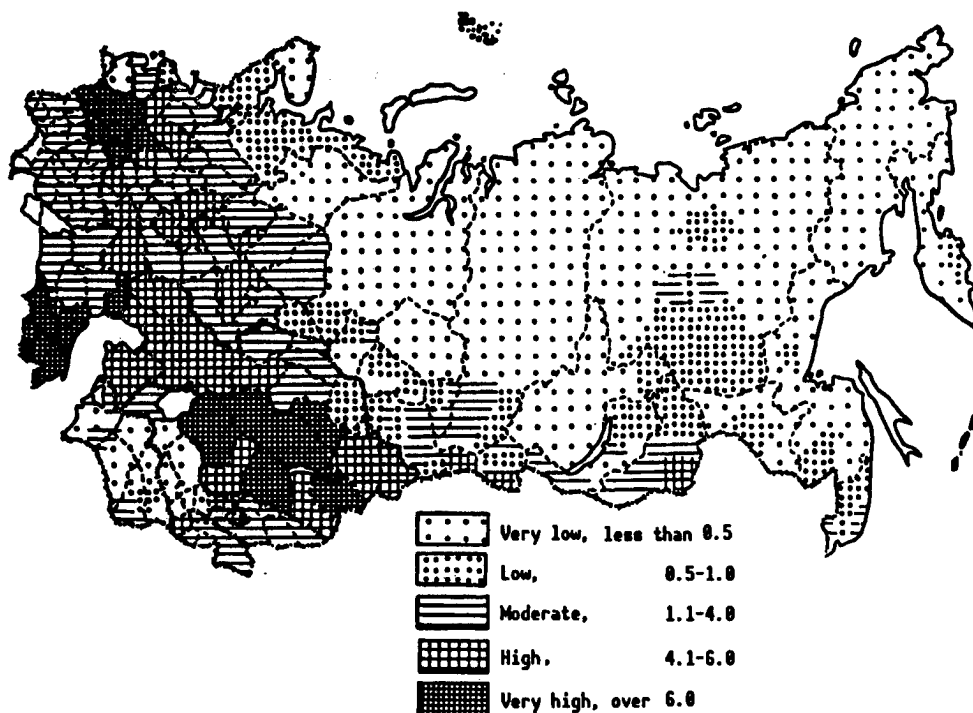 Very low, less than 0.5
Low, 0.5-1.0
Moderate, 1.1-4.0
High, 4.1-6.0
Very high, over 6.0